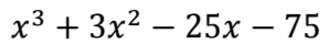 x³ + 3x² − 25x − 75